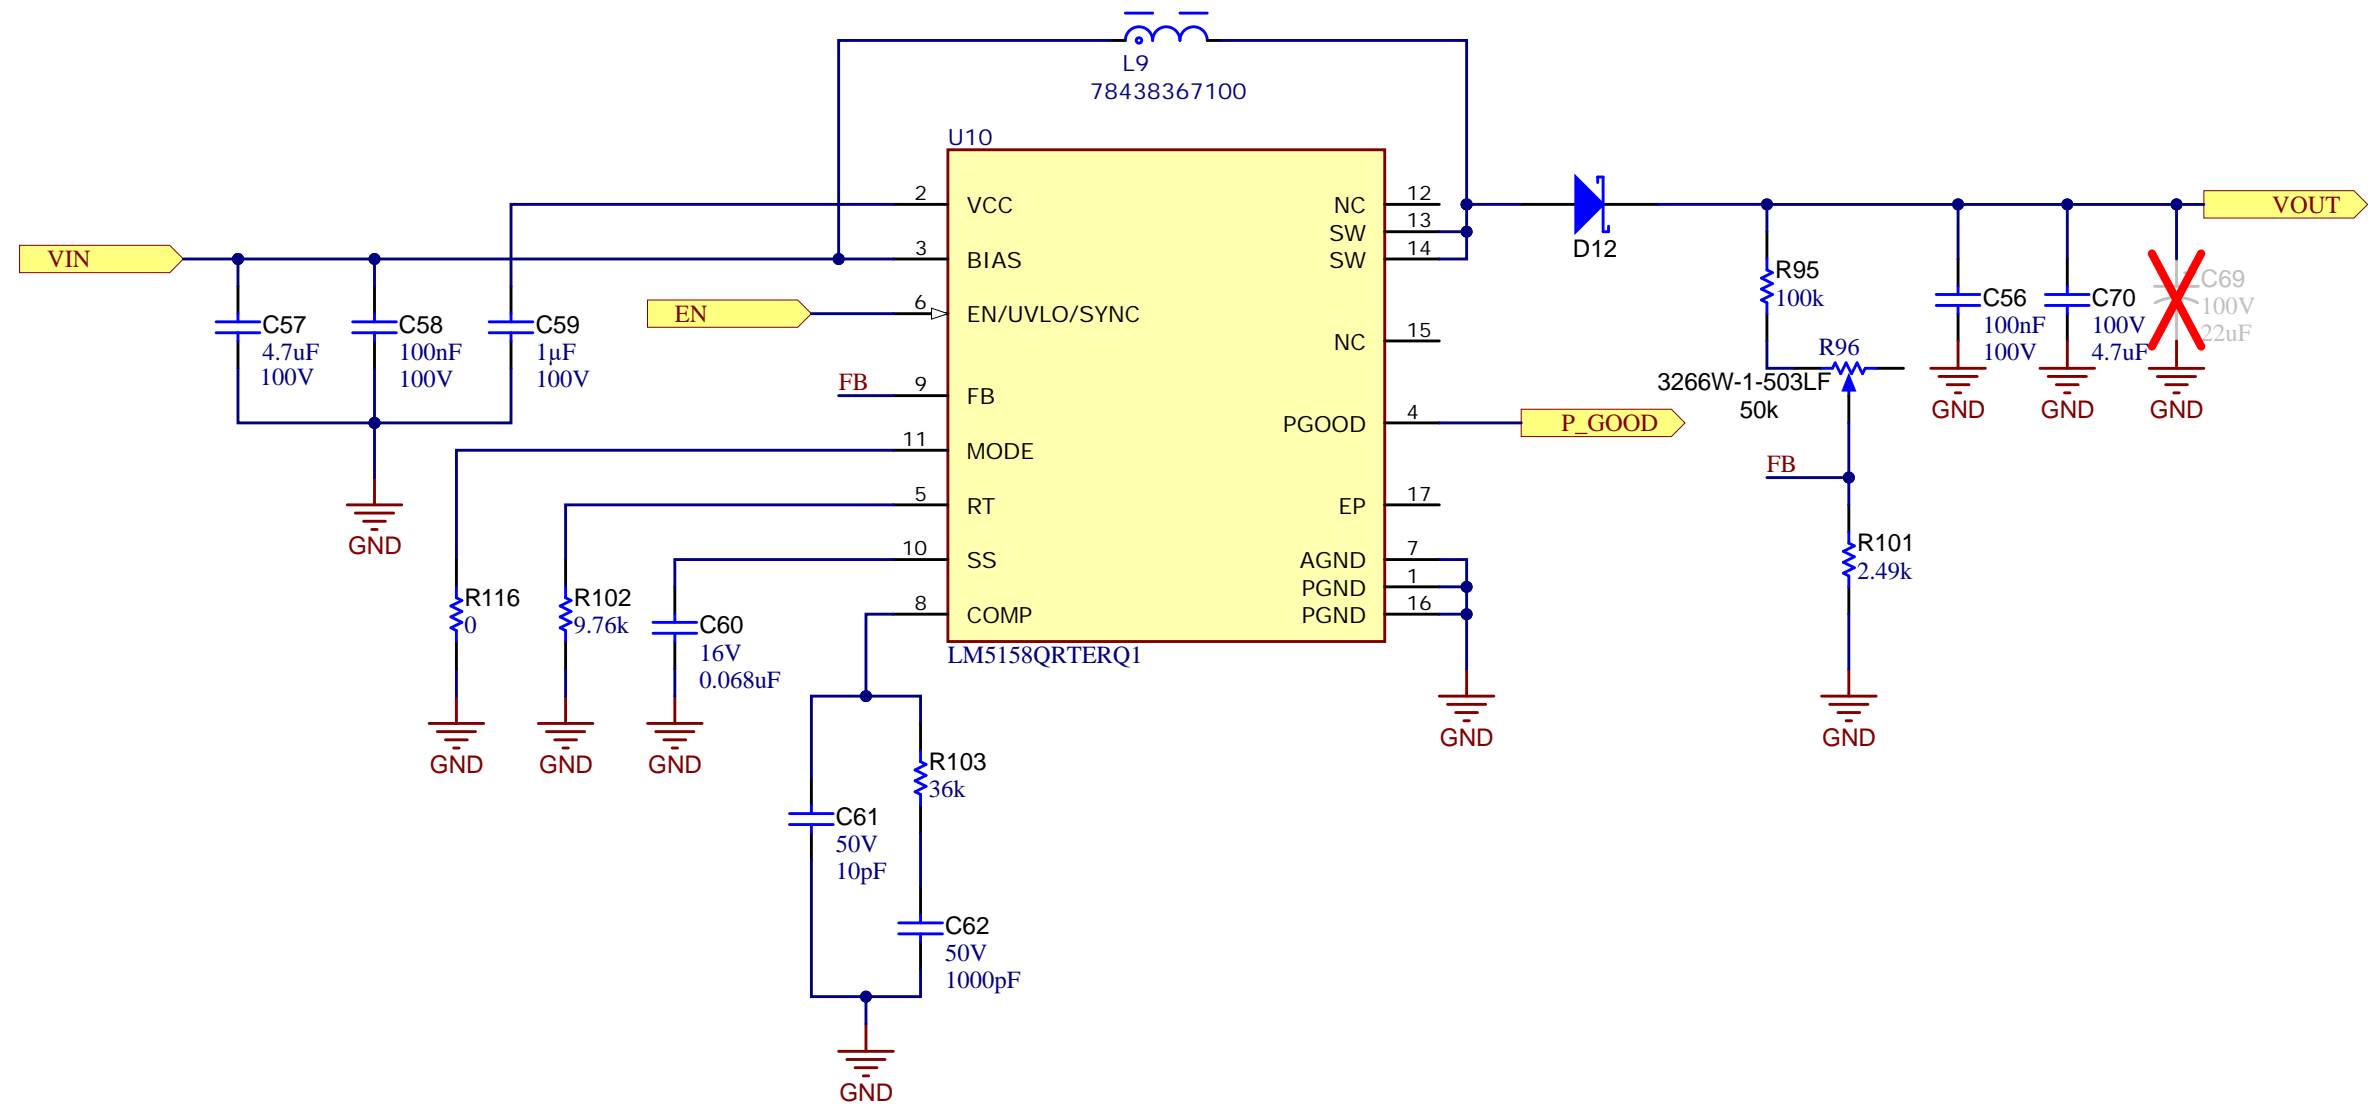 L9
78438367100
U10
2
VCC
3
BIAS
6
EN/UVLO/SYNC
9
FB
11
MODE
5
RT
10
SS
8
COMP
NC
12
SW
13
SW
14
NC
15
PGOOD
4
EP
17
AGND
7
PGND
1
PGND
16
LM5158QRTERQ1
VIN
EN
FB
C57
4.7uF
100V
C58
100nF
100V
C59
1µF
100V
GND
R116
0
GND
R102
9.76k
GND
C60
16V
0.068uF
GND
R103
36k
C61
50V
10pF
C62
50V
1000pF
GND
D12
VOUT
R95
100k
R96
3266W-1-503LF
50k
FB
R101
2.49k
GND
C56
100nF
100V
GND
C70
100V
4.7uF
GND
C69
100V
22uF
GND
P_GOOD
GND